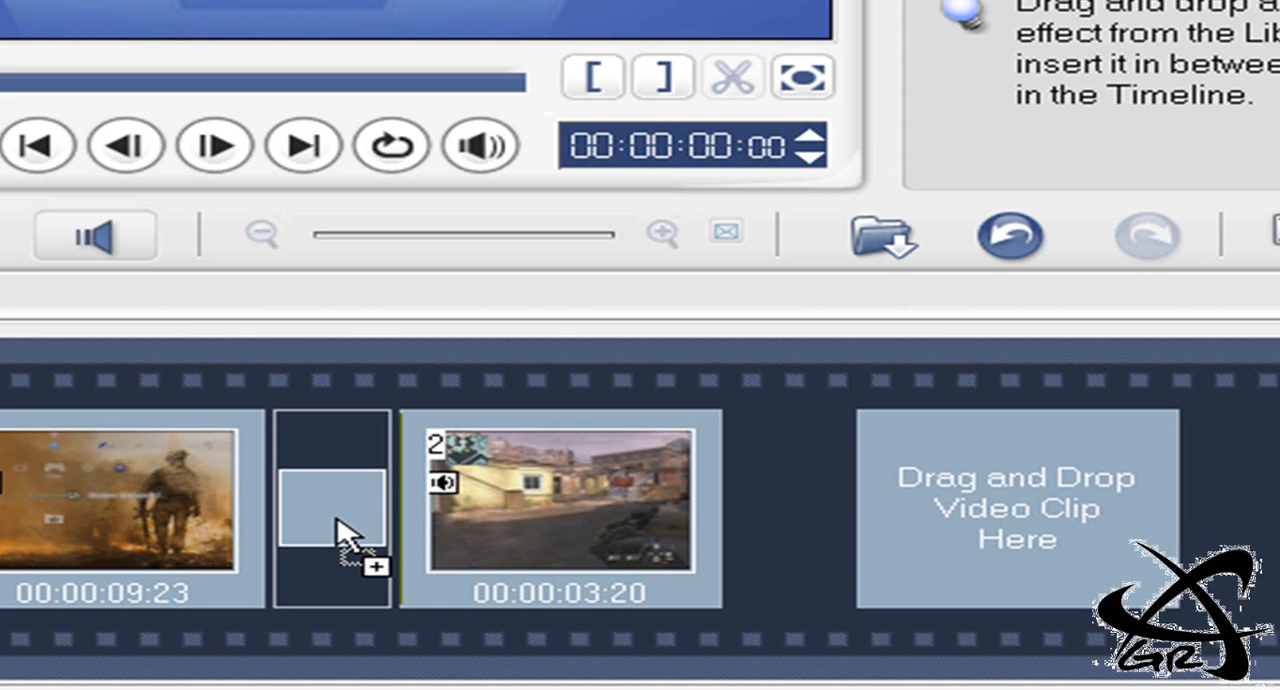 Drag and drop a
effect from the Lib
insert it in betwee
in the Timeline.
00:00:00:00
2
00:00:09:23
00:00:03:20
Drag and Drop
Video Clip
Here
GR